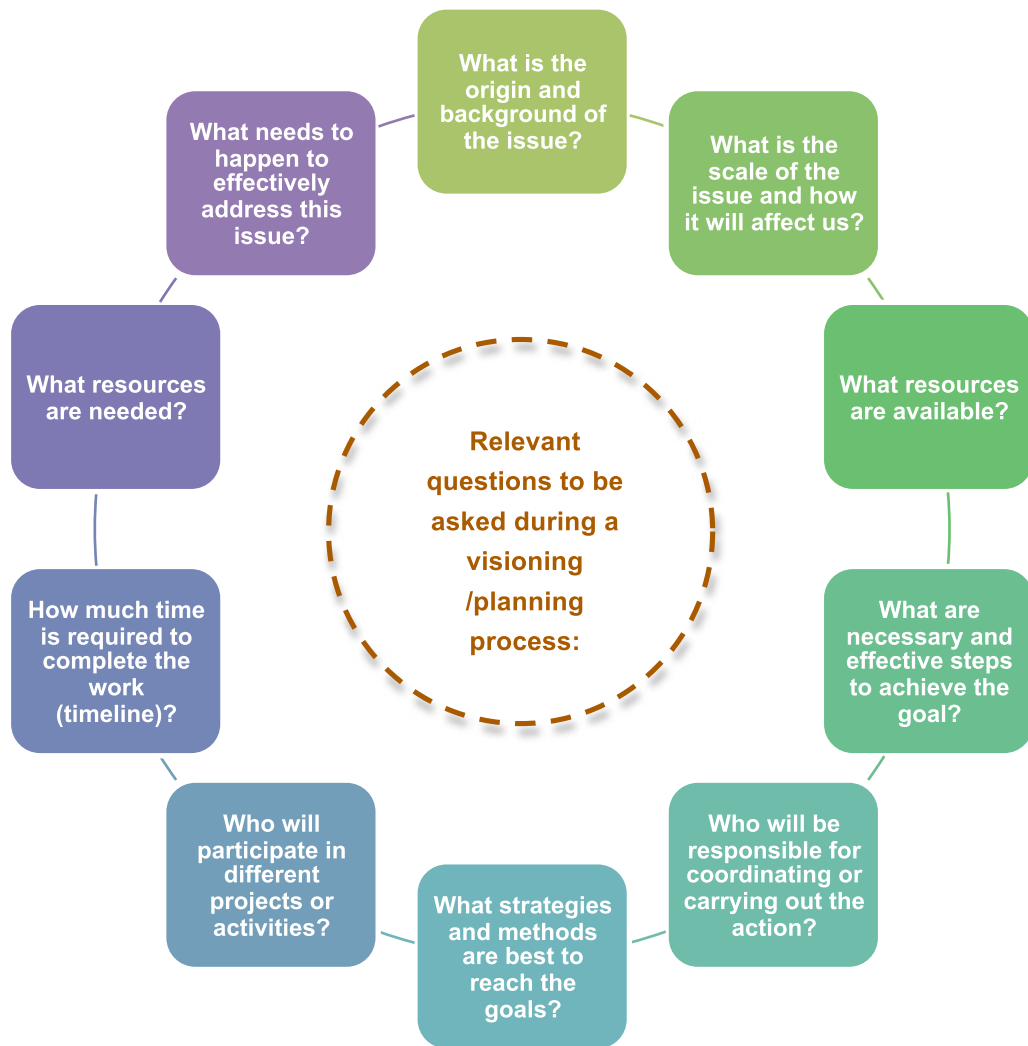 What is the
origin and
background of
the issue?
What is the
scale of the
issue and how
it will affect us?
What resources
are available?
What are
necessary and
effective steps
to achieve the
goal?
Who will be
responsible for
coordinating or
carrying out the
action?
What strategies
and methods
are best to
reach the
goals?
Who will
participate in
different
projects or
activities?
How much time
is required to
complete the
work
(timeline)?
What resources
are needed?
What needs to
happen to
effectively
address this
issue?
Relevant
questions to be
asked during a
visioning
/planning
process: